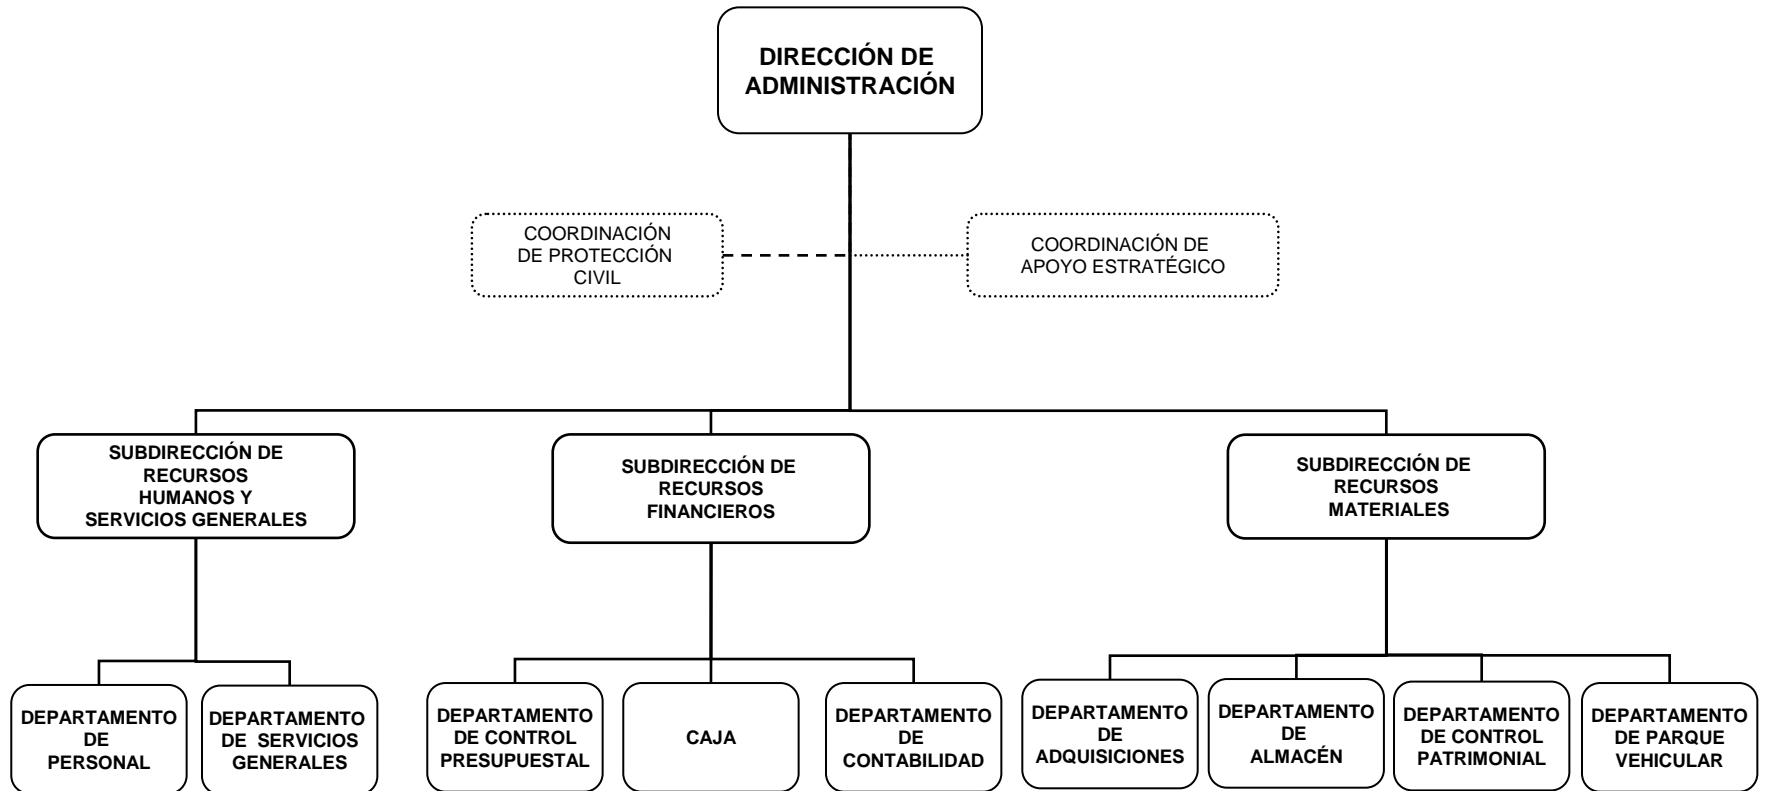 DIRECCIÓN DE
ADMINISTRACIÓN
COORDINACIÓN
DE PROTECCIÓN
CIVIL
COORDINACIÓN DE
APOYO ESTRATÉGICO
SUBDIRECCIÓN DE
RECURSOS
HUMANOS Y
SERVICIOS GENERALES
SUBDIRECCIÓN DE
RECURSOS
FINANCIEROS
SUBDIRECCIÓN DE
RECURSOS
MATERIALES
DEPARTAMENTO
DE
PERSONAL
DEPARTAMENTO
DE SERVICIOS
GENERALES
DEPARTAMENTO
DE CONTROL
PRESUPUESTAL
CAJA
DEPARTAMENTO
DE
CONTABILIDAD
DEPARTAMENTO
DE
ADQUISICIONES
DEPARTAMENTO
DE
ALMACÉN
DEPARTAMENTO
DE CONTROL
PATRIMONIAL
DEPARTAMENTO
DE PARQUE
VEHICULAR